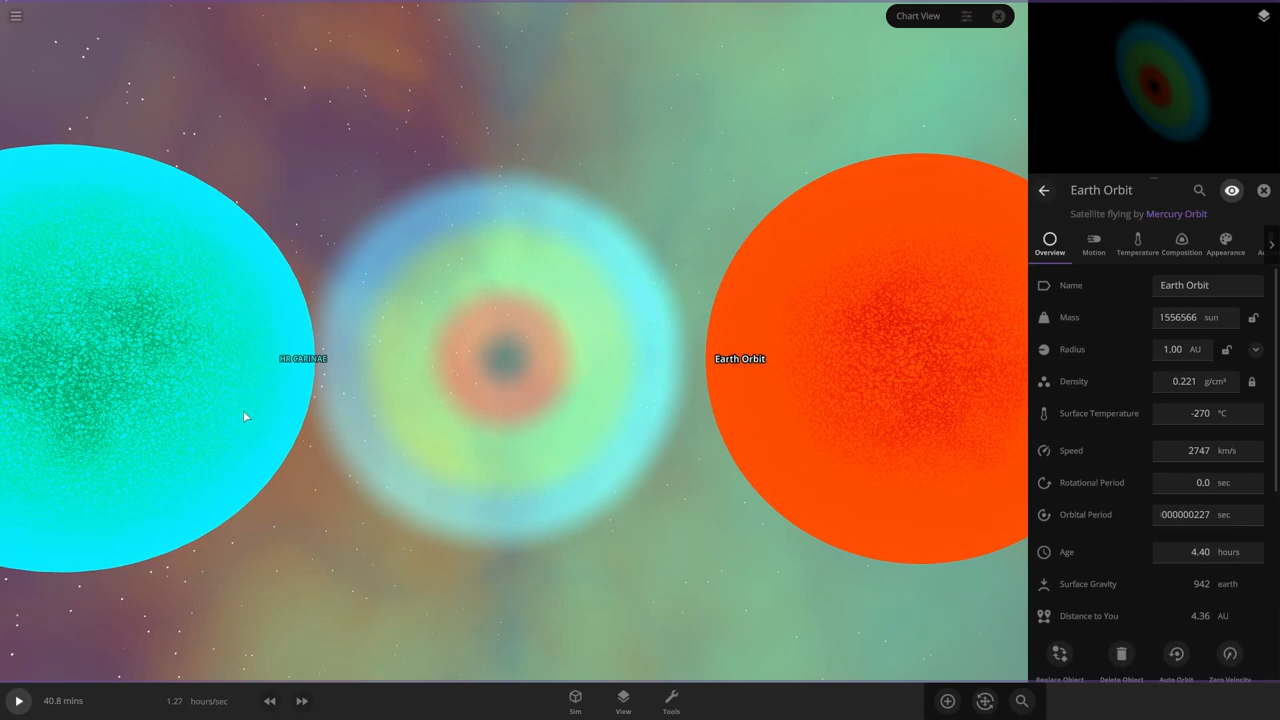 Chart View
HR CARINAE
Earth Orbit
Earth Orbit
Satellite flying by Mercury Orbit
Overview
Motion
Temperature
Composition
Appearance
Name
Earth Orbit
Mass
1556566 sun
Radius
1.00 AU
Density
0.221 g/cm³
Surface Temperature
-270 °C
Speed
2747 km/s
Rotational Period
0.0 sec
Orbital Period
000000227 sec
Age
4.40 hours
Surface Gravity
942 earth
Distance to You
4.36 AU
Replace Object
Delete Object
Auto Orbit
Zero Velocity
40.8 mins
1.27 hours/sec
Sim
View
Tools